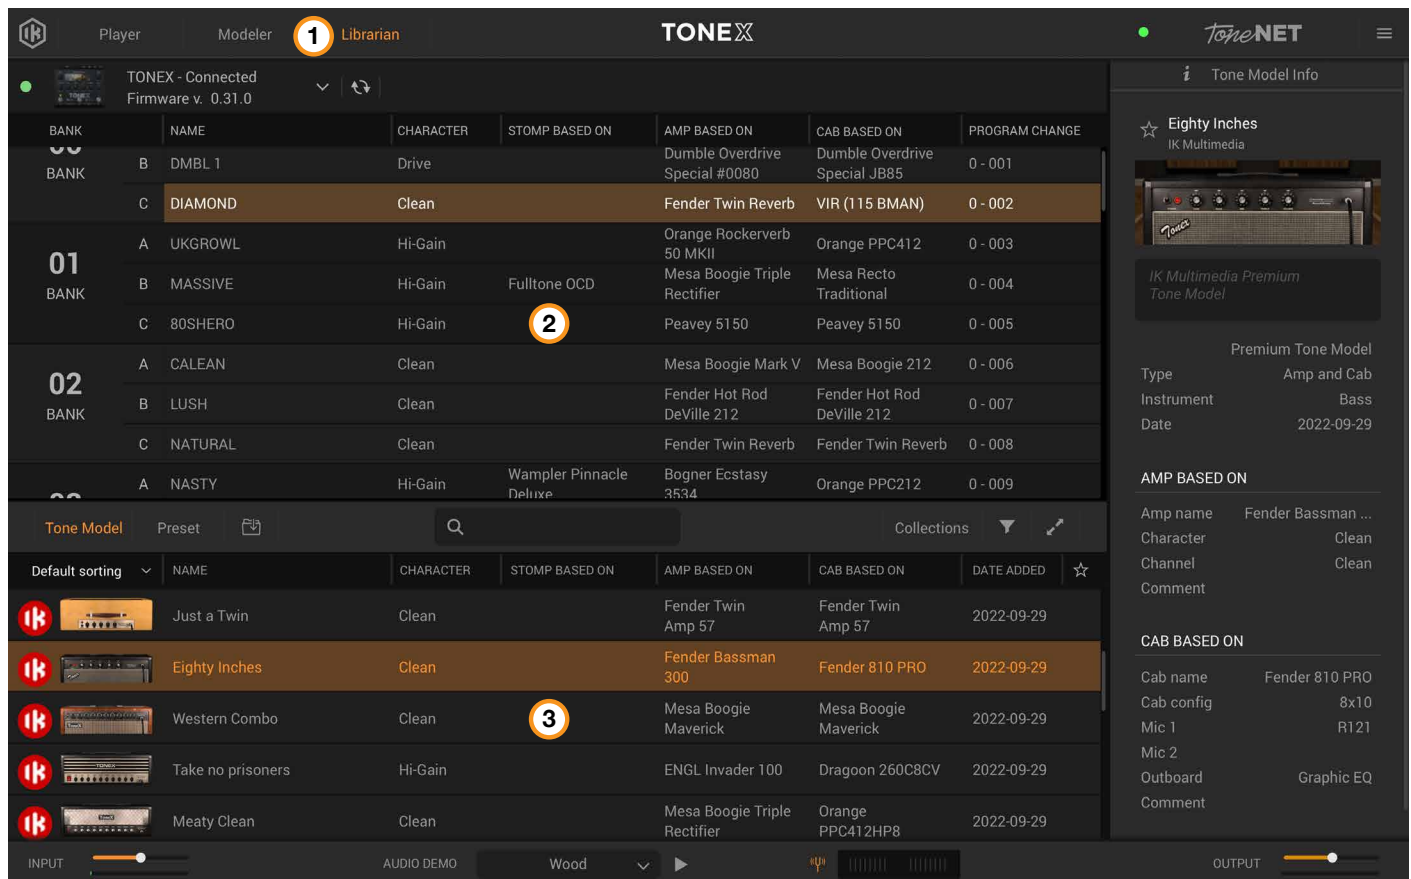 Player
Modeler
1
Librarian
TONEX
ToneNET
TONEX - Connected
Firmware v. 0.31.0
i Tone Model Info
BANK NAME CHARACTER STOMP BASED ON AMP BASED ON CAB BASED ON PROGRAM CHANGE
BANK
B DMBL 1 Drive Dumble Overdrive Special #0080 Dumble Overdrive Special JB85 0 - 001
C DIAMOND Clean Fender Twin Reverb VIR (115 BMAN) 0 - 002
01 BANK
A UKGROWL Hi-Gain Orange Rockerverb 50 MKII Orange PPC412 0 - 003
B MASSIVE Hi-Gain Fulltone OCD Mesa Boogie Triple Rectifier Mesa Recto Traditional 0 - 004
C 80SHERO Hi-Gain 2 Peavey 5150 Peavey 5150 0 - 005
02 BANK
A CALEAN Clean Mesa Boogie Mark V Mesa Boogie 212 0 - 006
B LUSH Clean Fender Hot Rod DeVille 212 Fender Hot Rod DeVille 212 0 - 007
C NATURAL Clean Fender Twin Reverb Fender Twin Reverb 0 - 008
A NASTY Hi-Gain Wampler Pinnacle Deluxe Bogner Ecstasy 3534 Orange PPC212 0 - 009
Tone Model Preset Collections
Default sorting NAME CHARACTER STOMP BASED ON AMP BASED ON CAB BASED ON DATE ADDED
Just a Twin Clean Fender Twin Amp 57 Fender Twin Amp 57 2022-09-29
Eighty Inches Clean Fender Bassman 300 Fender 810 PRO 2022-09-29
Western Combo Clean 3 Mesa Boogie Maverick Mesa Boogie Maverick 2022-09-29
Take no prisoners Hi-Gain ENGL Invader 100 Dragoon 260C8CV 2022-09-29
Meaty Clean Clean Mesa Boogie Triple Rectifier Orange PPC412HP8 2022-09-29
INPUT
AUDIO DEMO
Wood
OUTPUT
Eighty Inches
IK Multimedia
Tonex
IK Multimedia Premium
Tone Model
Premium Tone Model
Type Amp and Cab
Instrument Bass
Date 2022-09-29
AMP BASED ON
Amp name Fender Bassman ...
Character Clean
Channel Clean
Comment
CAB BASED ON
Cab name Fender 810 PRO
Cab config 8x10
Mic 1 R121
Mic 2
Outboard Graphic EQ
Comment